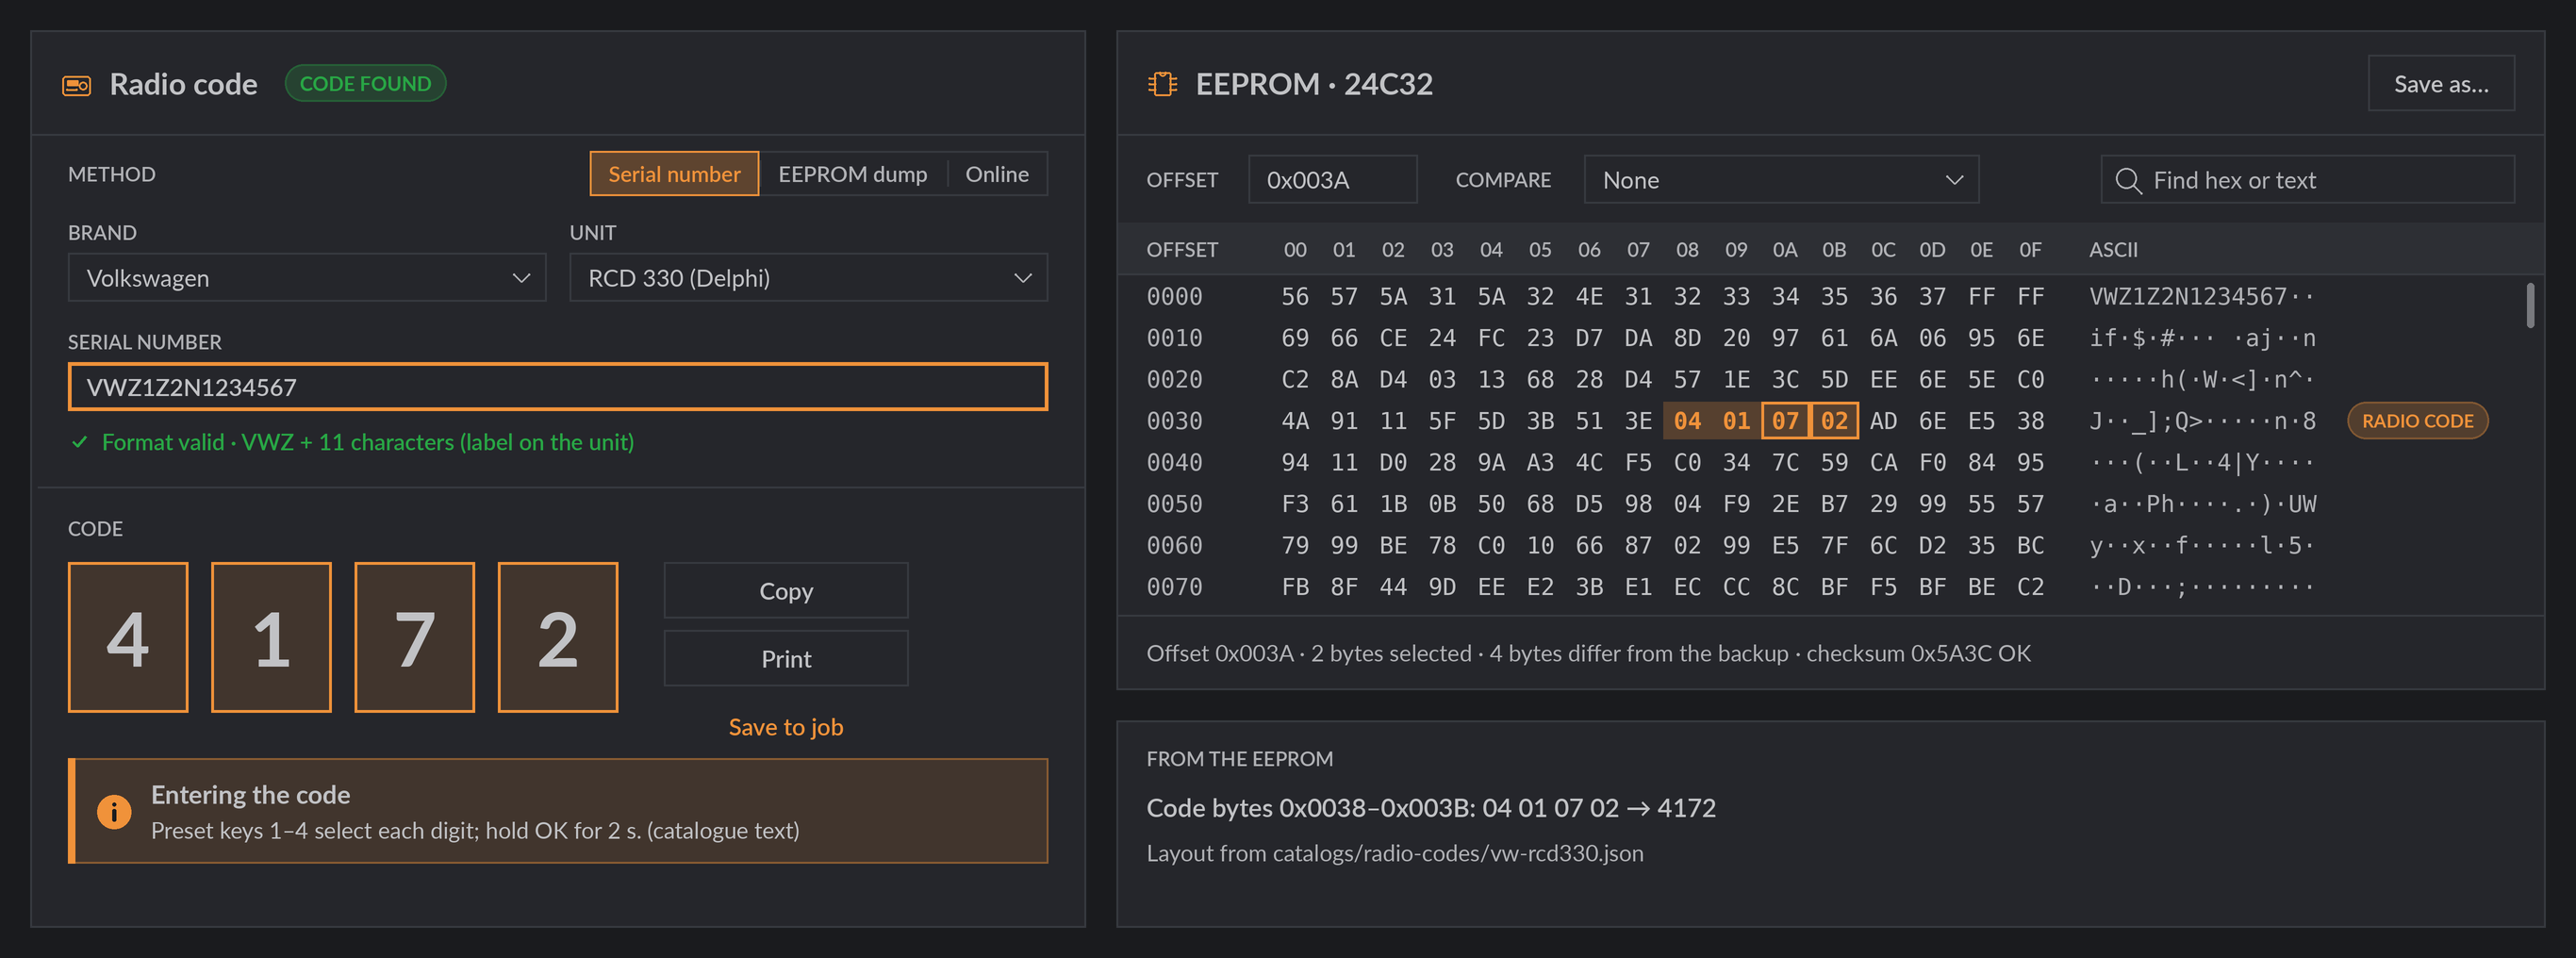 Radio code CODE FOUND
METHOD Serial number EEPROM dump Online
BRAND UNIT
Volkswagen RCD 330 (Delphi)
SERIAL NUMBER
VWZ1Z2N1234567
Format valid · VWZ + 11 characters (label on the unit)
CODE
4 1 7 2
Copy
Print
Save to job
Entering the code
Preset keys 1–4 select each digit; hold OK for 2 s. (catalogue text)
EEPROM · 24C32 Save as...
OFFSET 0x003A COMPARE None Find hex or text
OFFSET 00 01 02 03 04 05 06 07 08 09 0A 0B 0C 0D 0E 0F ASCII
0000 56 57 5A 31 5A 32 4E 31 32 33 34 35 36 37 FF FF VWZ1Z2N1234567··
0010 69 66 CE 24 FC 23 D7 DA 8D 20 97 61 6A 06 95 6E if·$·#··· ·aj··n
0020 C2 8A D4 03 13 68 28 D4 57 1E 3C 5D EE 6E 5E C0 ·····h(·W·<]·n^·
0030 4A 91 11 5F 5D 3B 51 3E 04 01 07 02 AD 6E E5 38 J··_];Q>·····n·8 RADIO CODE
0040 94 11 D0 28 9A A3 4C F5 C0 34 7C 59 CA F0 84 95 ···(··L··4|Y····
0050 F3 61 1B 0B 50 68 D5 98 04 F9 2E B7 29 99 55 57 ·a··Ph····.·)·UW
0060 79 99 BE 78 C0 10 66 87 02 99 E5 7F 6C D2 35 BC y··x··f·····l·5·
0070 FB 8F 44 9D EE E2 3B E1 EC CC 8C BF F5 BF BE C2 ··D···;·········
Offset 0x003A · 2 bytes selected · 4 bytes differ from the backup · checksum 0x5A3C OK
FROM THE EEPROM
Code bytes 0x0038–0x003B: 04 01 07 02 → 4172
Layout from catalogs/radio-codes/vw-rcd330.json